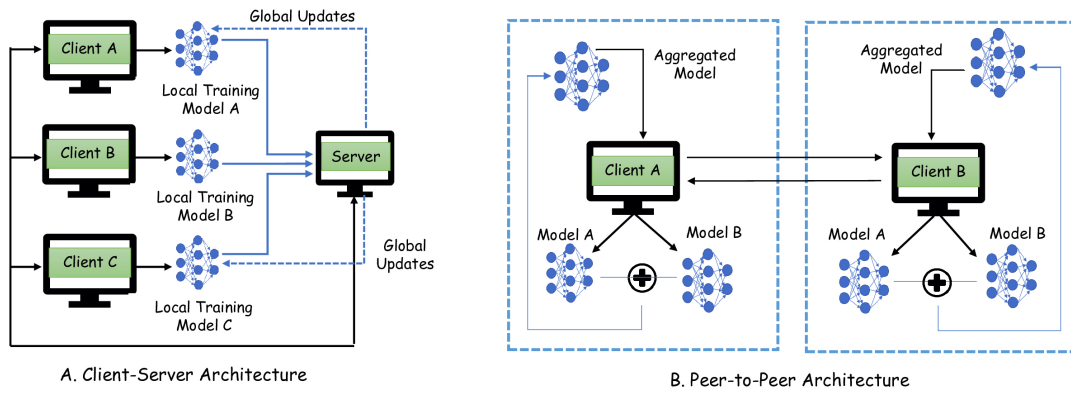 Global Updates
Client A
Local Training
Model A
Client B
Local Training
Model B
Server
Client C
Local Training
Model C
Global
Updates
A. Client-Server Architecture
Aggregated
Model
Client A
Model A
Model B
Aggregated
Model
Client B
Model A
Model B
B. Peer-to-Peer Architecture